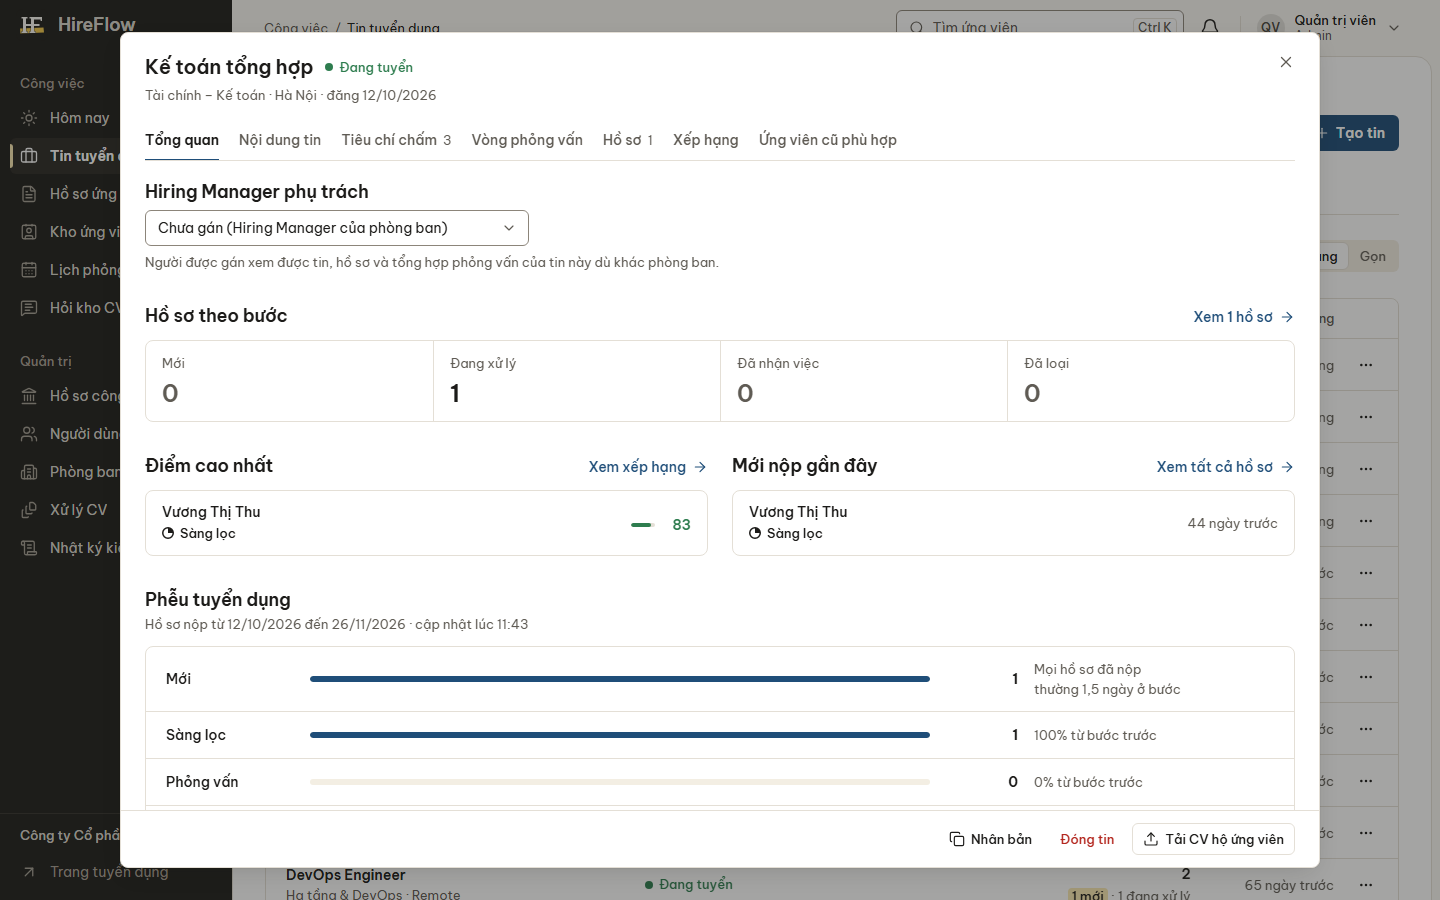 HireFlow
Công việc
Hôm nay
Tin tuyển
Hồ sơ ứng
Kho ứng vi
Lịch phỏng
Hỏi kho CV
Quản trị
Hồ sơ công
Người dùng
Phòng ban
Xử lý CV
Nhật ký
Công ty Cổ phầ
Trang tuyển dụng
Công việc / Tin tuyển dụng
Tìm ứng viên
Ctrl K
QV
Quản trị viên
Tạo tin
Gọn
Kế toán tổng hợp
Đang tuyển
Tài chính – Kế toán · Hà Nội · đăng 12/10/2026
Tổng quan
Nội dung tin
Tiêu chí chấm 3
Vòng phỏng vấn
Hồ sơ 1
Xếp hạng
Ứng viên cũ phù hợp
Hiring Manager phụ trách
Chưa gán (Hiring Manager của phòng ban)
Người được gán xem được tin, hồ sơ và tổng hợp phỏng vấn của tin này dù khác phòng ban.
Hồ sơ theo bước
Xem 1 hồ sơ
Mới
0
Đang xử lý
1
Đã nhận việc
0
Đã loại
0
Điểm cao nhất
Xem xếp hạng
Vương Thị Thu
Sàng lọc
83
Mới nộp gần đây
Xem tất cả hồ sơ
Vương Thị Thu
Sàng lọc
44 ngày trước
Phễu tuyển dụng
Hồ sơ nộp từ 12/10/2026 đến 26/11/2026 · cập nhật lúc 11:43
Mới
1
Mọi hồ sơ đã nộp
thường 1,5 ngày ở bước
Sàng lọc
1
100% từ bước trước
Phỏng vấn
0
0% từ bước trước
Nhân bản
Đóng tin
Tải CV hộ ứng viên
DevOps Engineer
Hạ tầng & DevOps · Remote
Đang tuyển
2
1 mới · 1 đang xử lý
65 ngày trước